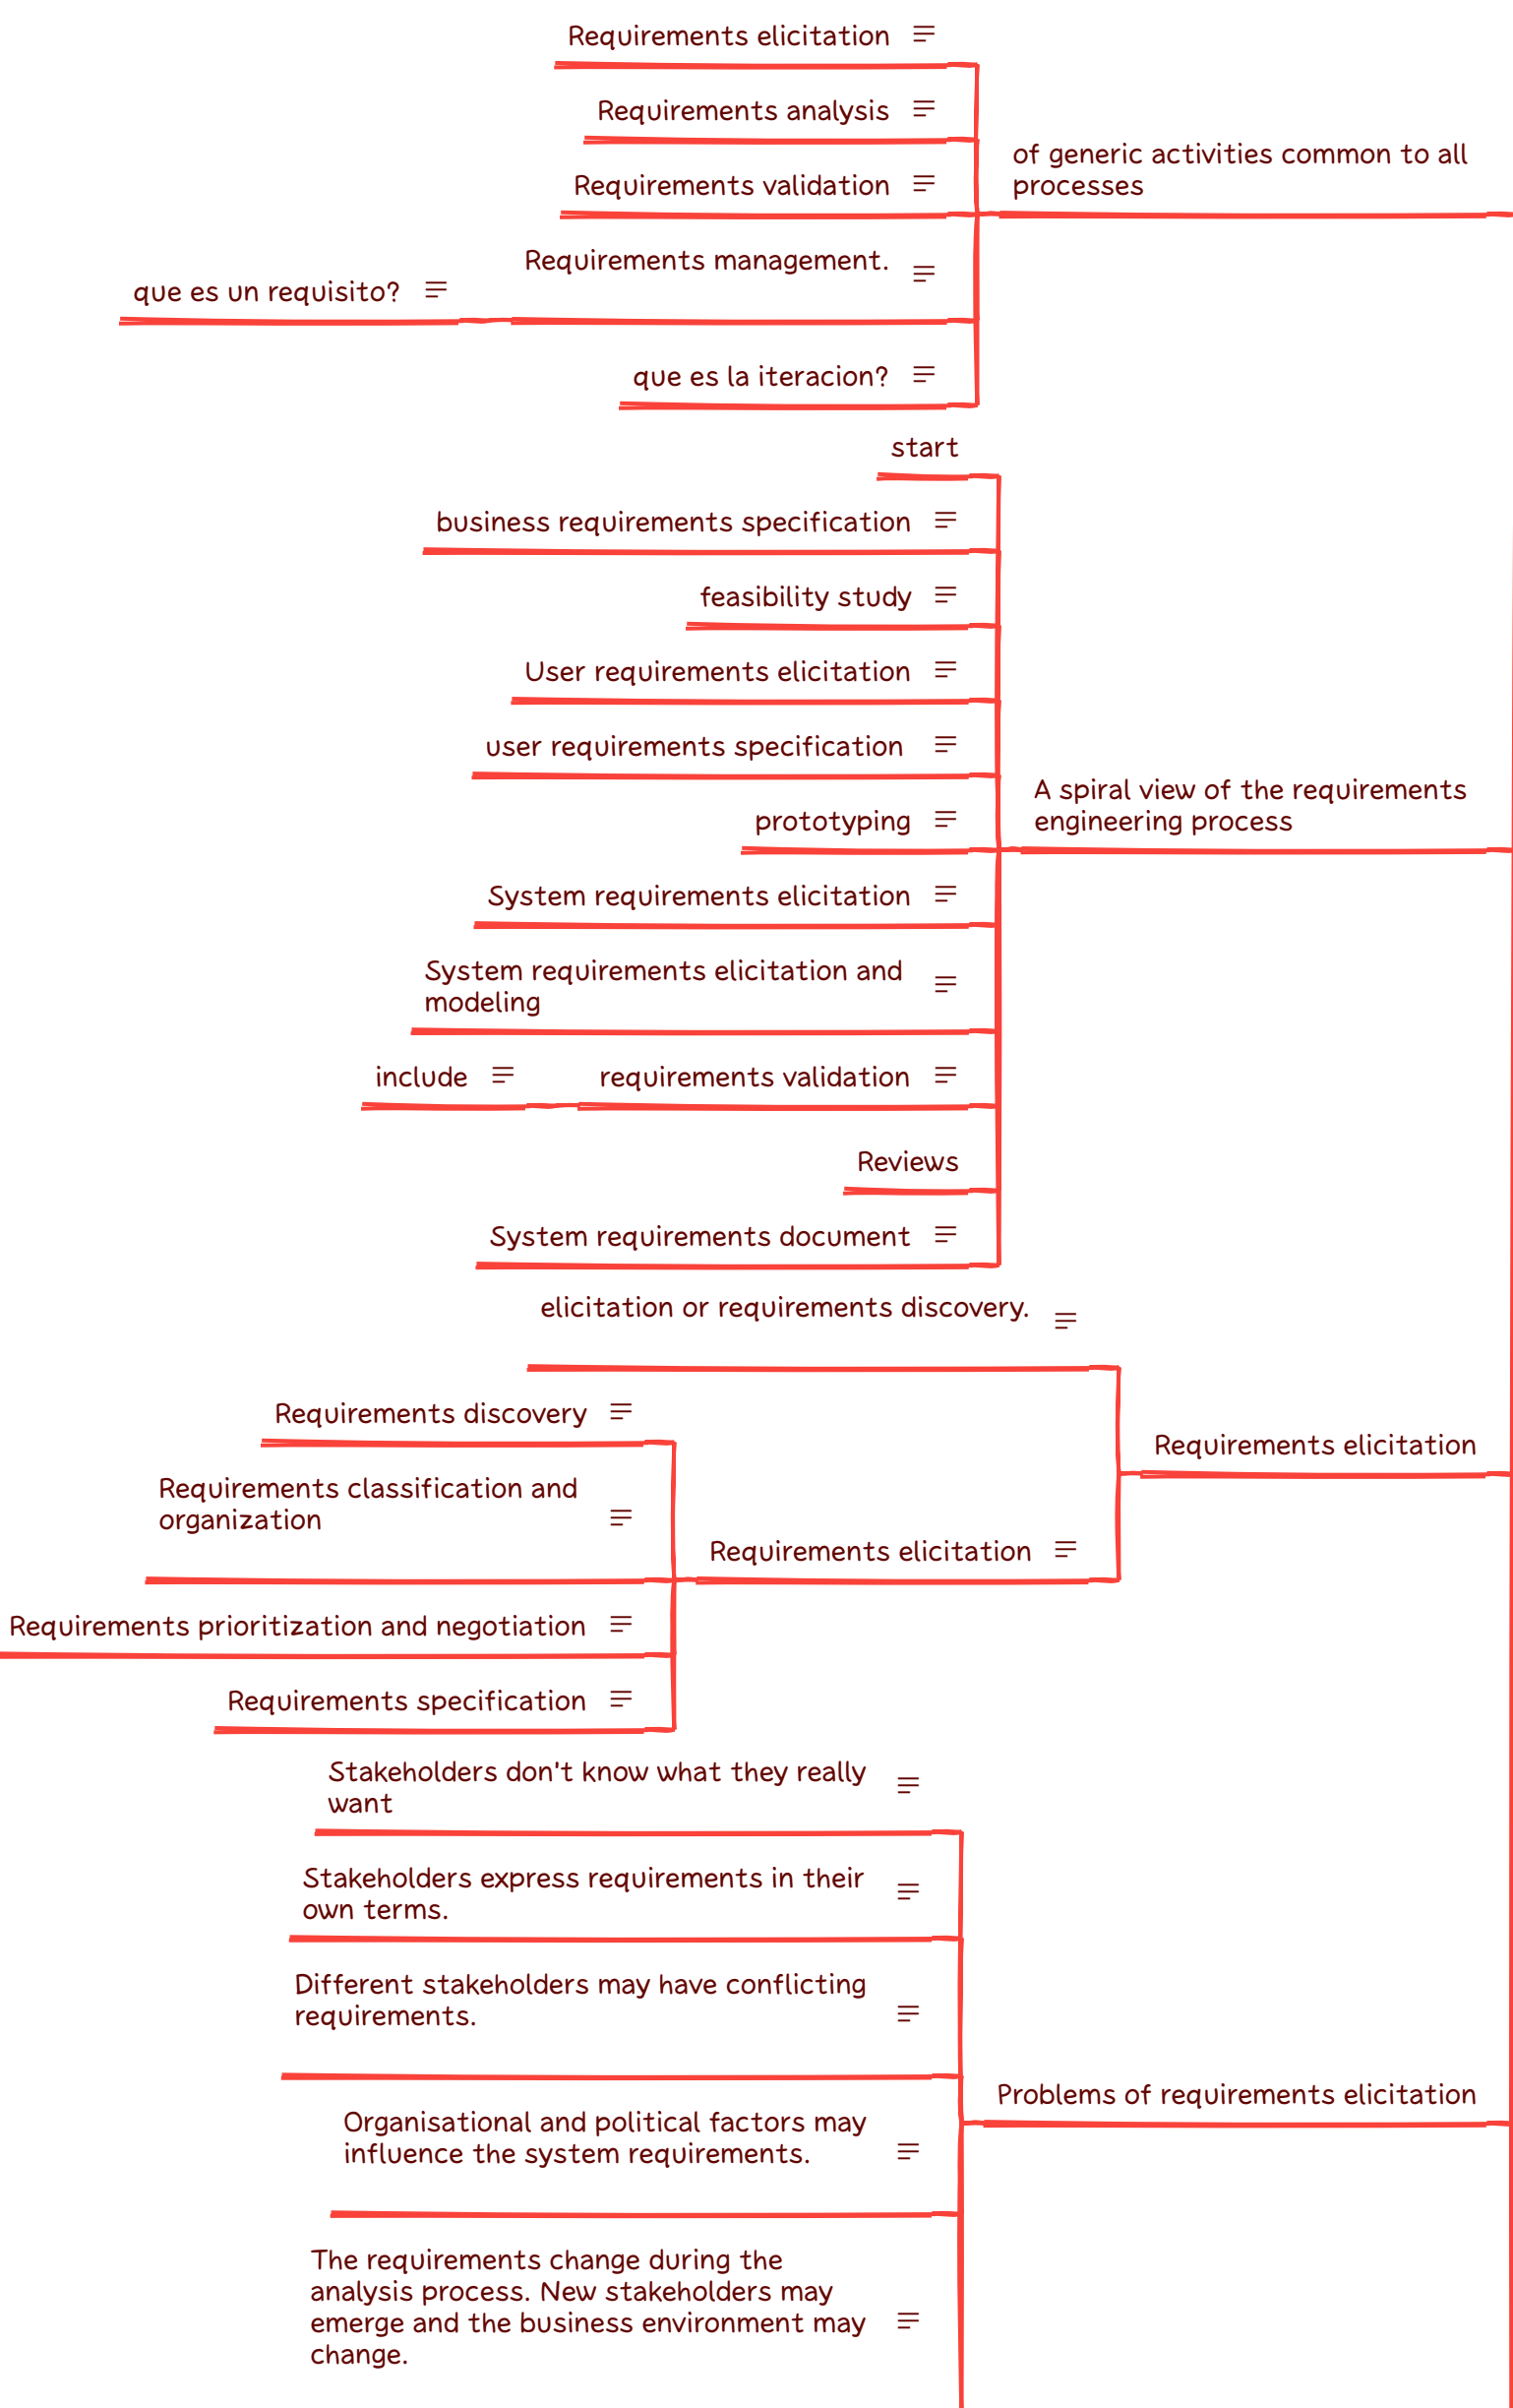 Requirements elicitation
Requirements analysis
of generic activities common to all
processes
Requirements validation
Requirements management.
que es un requisito?
que es la iteracion?
start
business requirements specification
feasibility study
User requirements elicitation
user requirements specification
A spiral view of the requirements
engineering process
prototyping
System requirements elicitation
System requirements elicitation and
modeling
include
requirements validation
Reviews
System requirements document
elicitation or requirements discovery.
Requirements discovery
Requirements elicitation
Requirements classification and
organization
Requirements elicitation
Requirements prioritization and negotiation
Requirements specification
Stakeholders don't know what they really
want
Stakeholders express requirements in their
own terms.
Different stakeholders may have conflicting
requirements.
Problems of requirements elicitation
Organisational and political factors may
influence the system requirements.
The requirements change during the
analysis process. New stakeholders may
emerge and the business environment may
change.